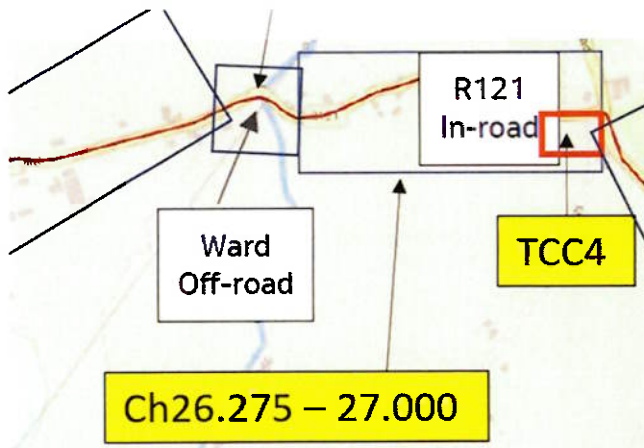 R121
In-road
TCC4
Ward
Off-road
Ch26.275 – 27.000